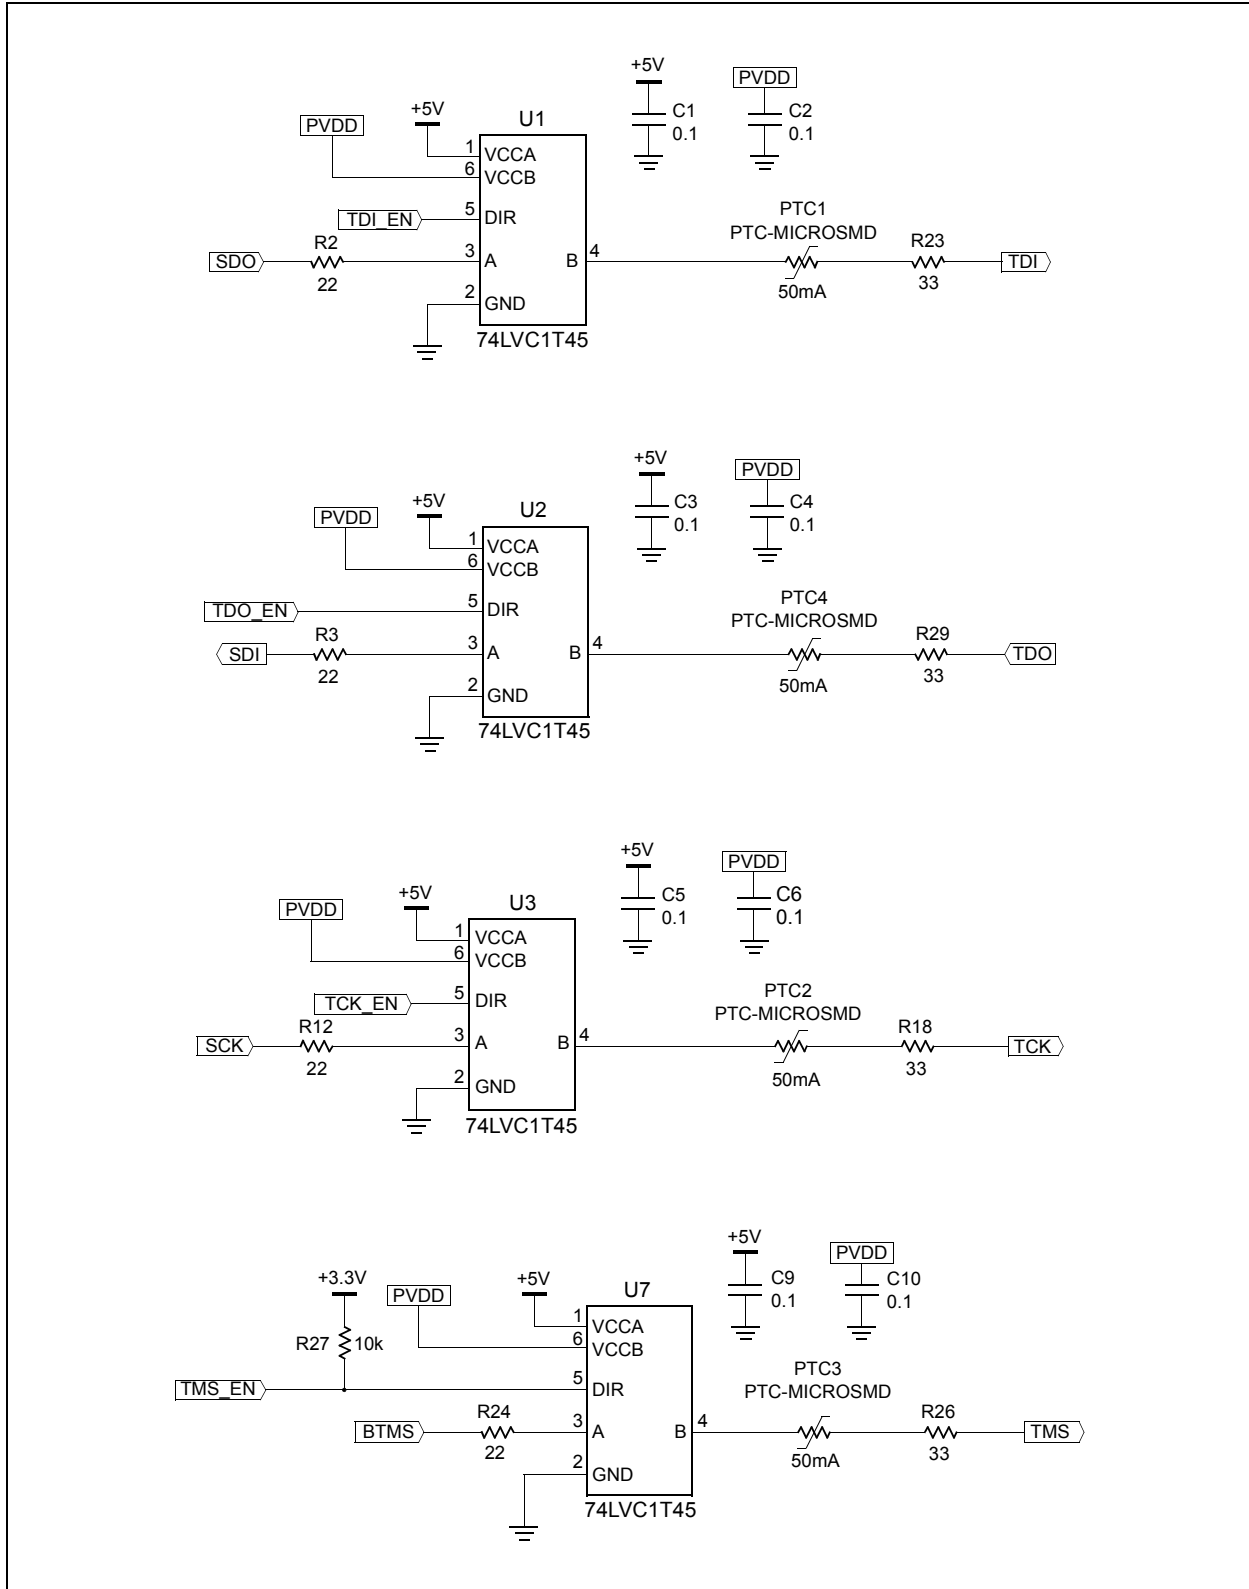 +5V
PVDD
C1
0.1
C2
0.1
+5V
PVDD
U1
1
VCCA
6
VCCB
TDI_EN
5
DIR
SDO
R2
22
3
A
B
4
PTC1
PTC-MICROSMD
50mA
R23
33
TDI
2
GND
74LVC1T45
+5V
PVDD
C3
0.1
C4
0.1
+5V
PVDD
U2
1
VCCA
6
VCCB
TDO_EN
5
DIR
SDI
R3
22
3
A
B
4
PTC4
PTC-MICROSMD
50mA
R29
33
TDO
2
GND
74LVC1T45
+5V
PVDD
C5
0.1
C6
0.1
+5V
PVDD
U3
1
VCCA
6
VCCB
TCK_EN
5
DIR
SCK
R12
22
3
A
B
4
PTC2
PTC-MICROSMD
50mA
R18
33
TCK
2
GND
74LVC1T45
+5V
PVDD
C9
0.1
C10
0.1
+3.3V
PVDD
+5V
U7
R27
10k
1
VCCA
6
VCCB
TMS_EN
5
DIR
BTMS
R24
22
3
A
B
4
PTC3
PTC-MICROSMD
50mA
R26
33
TMS
2
GND
74LVC1T45